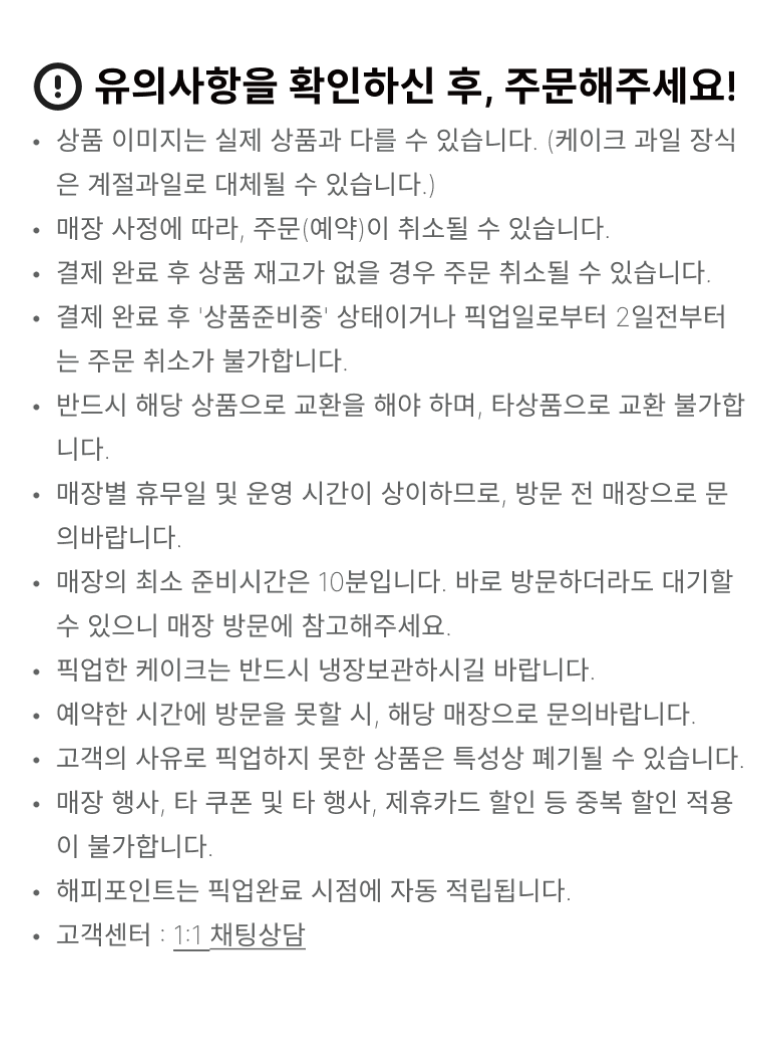 유의사항을 확인하신 후, 주문해주세요!
• 상품 이미지는 실제 상품과 다를 수 있습니다. (케이크 과일 장식
은 계절과일로 대체될 수 있습니다.)
• 매장 사정에 따라, 주문(예약)이 취소될 수 있습니다.
• 결제 완료 후 상품 재고가 없을 경우 주문 취소될 수 있습니다.
• 결제 완료 후 '상품준비중' 상태이거나 픽업일로부터 2일전부터
는 주문 취소가 불가합니다.
• 반드시 해당 상품으로 교환을 해야 하며, 타상품으로 교환 불가합
니다.
• 매장별 휴무일 및 운영 시간이 상이하므로, 방문 전 매장으로 문
의바랍니다.
• 매장의 최소 준비시간은 10분입니다. 바로 방문하더라도 대기할
수 있으니 매장 방문에 참고해주세요.
• 픽업한 케이크는 반드시 냉장보관하시길 바랍니다.
• 예약한 시간에 방문을 못할 시, 해당 매장으로 문의바랍니다.
• 고객의 사유로 픽업하지 못한 상품은 특성상 폐기될 수 있습니다.
• 매장 행사, 타 쿠폰 및 타 행사, 제휴카드 할인 등 중복 할인 적용
이 불가합니다.
• 해피포인트는 픽업완료 시점에 자동 적립됩니다.
• 고객센터 : 1:1 채팅상담